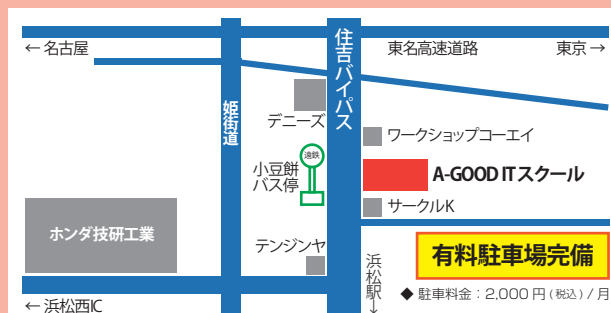 ← 名古屋
東名高速道路
東京 →
住吉バイパス
姫街道
デニーズ
ワークショップコーエイ
遠鉄
小豆餅
バス停
A-GOOD ITスクール
サークルK
ホンダ技研工業
テンジンヤ
有料駐車場完備
浜松駅→
◆ 駐車料金：2,000 円 (税込) / 月
← 浜松西IC